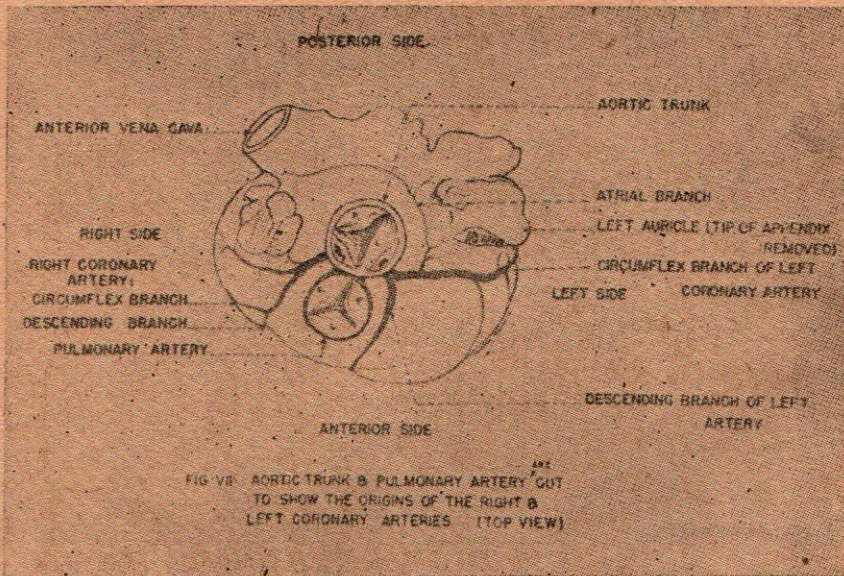 POSTERIOR SIDE
AORTIC TRUNK
ANTERIOR VENA CAVA
ATRIAL BRANCH
LEFT AURICLE (TIP OF APPENDIX
REMOVED)
RIGHT SIDE
RIGHT CORONARY
ARTERY:
CIRCUMFLEX BRANCH
DESCENDING BRANCH
PULMONARY ARTERY
CIRCUMFLEX BRANCH OF LEFT
CORONARY ARTERY
LEFT SIDE
DESCENDING BRANCH OF LEFT
ARTERY
ANTERIOR SIDE
FIG VII AORTIC TRUNK & PULMONARY ARTERY ARE CUT
TO SHOW THE ORIGINS OF THE RIGHT &
LEFT CORONARY ARTERIES (TOP VIEW)